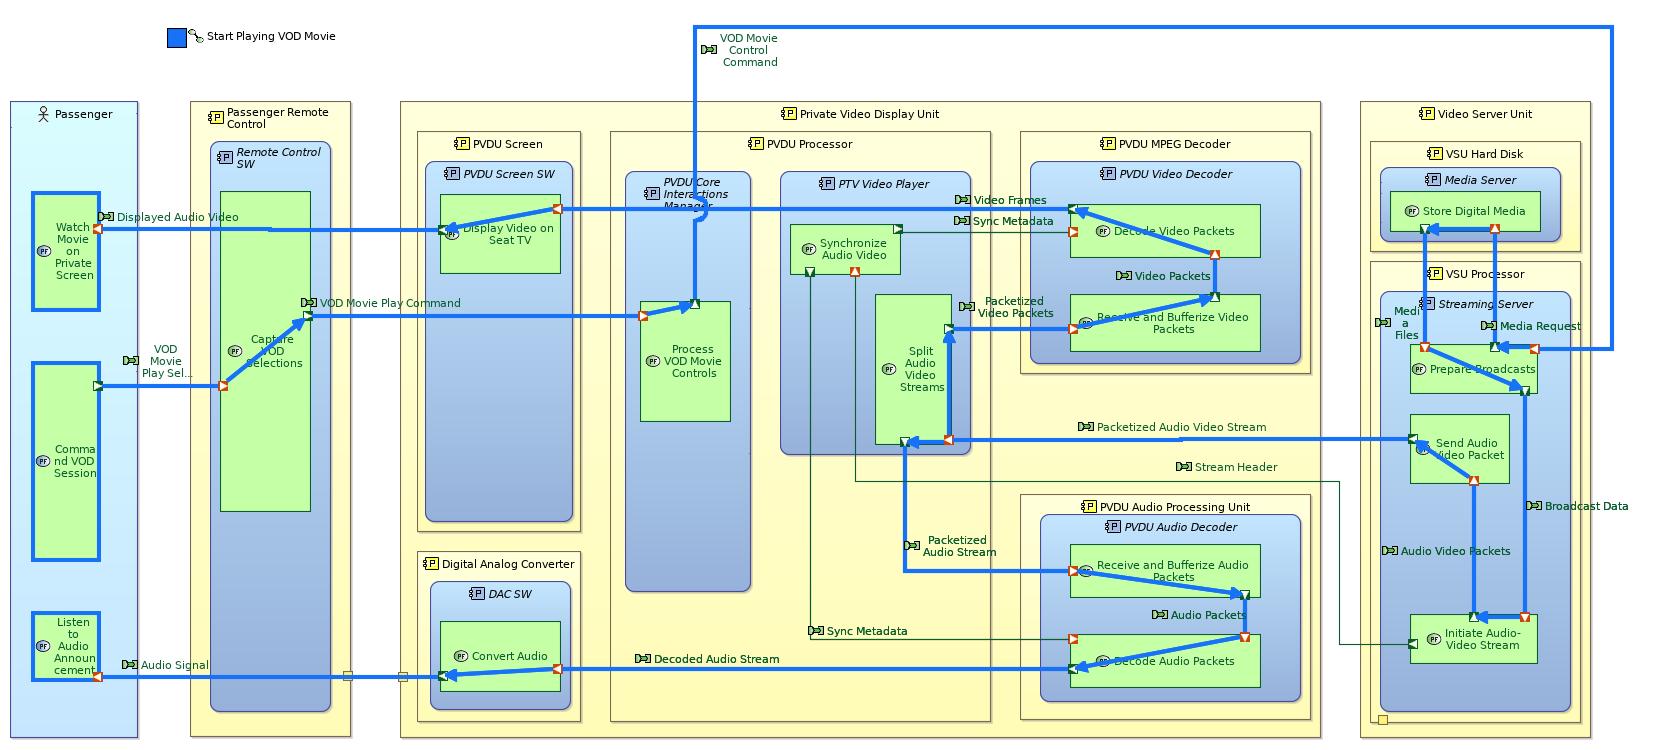 Start Playing VOD Movie
VOD Movie
Control
Command
Passenger
Watch
Movie
on
Private
Screen
Displayed Audio Video
VOD
Movie
Play Sel...
Comma
nd VOD
Session
Listen
to
Audio
Announ
cement
Audio Signal
Passenger Remote
Control
Remote Control
SW
Capture
VOD
Selections
VOD Movie Play Command
Private Video Display Unit
PVDU Screen
PVDU Screen SW
Display Video on
Seat TV
Digital Analog Converter
DAC SW
Convert Audio
PVDU Processor
PVDU Core
Interactions
Manager
Process
VOD Movie
Controls
PTV Video Player
Synchronize
Audio Video
Split
Audio
Video
Streams
Video Frames
Sync Metadata
Packetized
Video Packets
PVDU MPEG Decoder
PVDU Video Decoder
Decode Video Packets
Video Packets
Receive and Bufferize Video
Packets
Packetized Audio Video Stream
Stream Header
Packetized
Audio Stream
Sync Metadata
Decoded Audio Stream
PVDU Audio Processing Unit
PVDU Audio Decoder
Receive and Bufferize Audio
Packets
Audio Packets
Decode Audio Packets
Video Server Unit
VSU Hard Disk
Media Server
Store Digital Media
VSU Processor
Streaming Server
Medi
a
Files
Media Request
Prepare Broadcasts
Send Audio
Video Packet
Broadcast Data
Audio Video Packets
Initiate Audio-
Video Stream